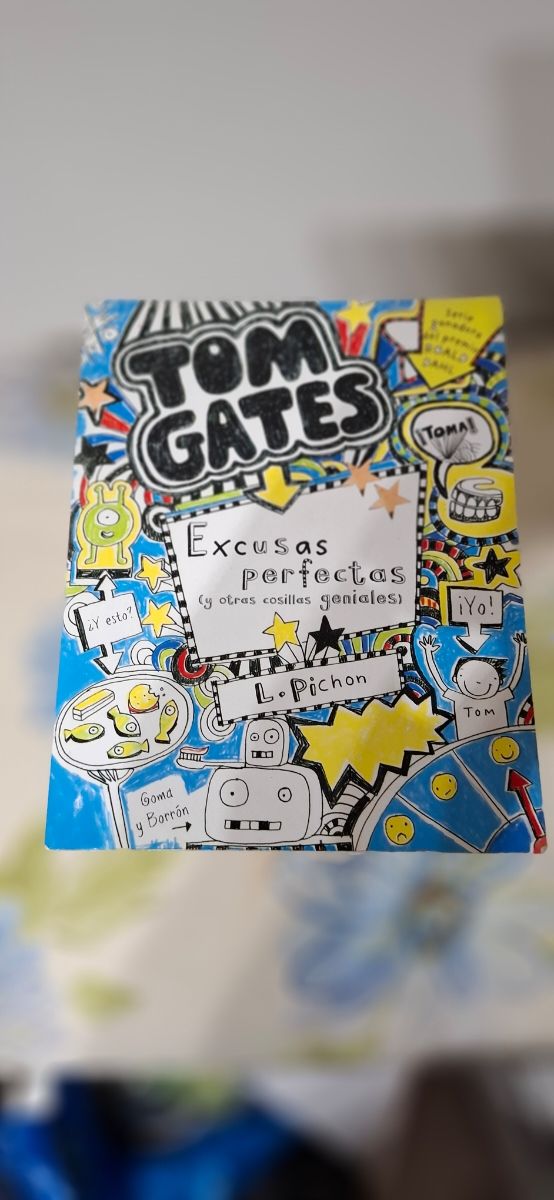 TOM
GATES
Serie
ganadora
del premio
ROALD
DAHL
¡TOMA!
Excusas
perfectas
(y otras cosillas geniales)
¿Y esto?
¡Yo!
L. Pichon
TOM
Goma
y Borrón